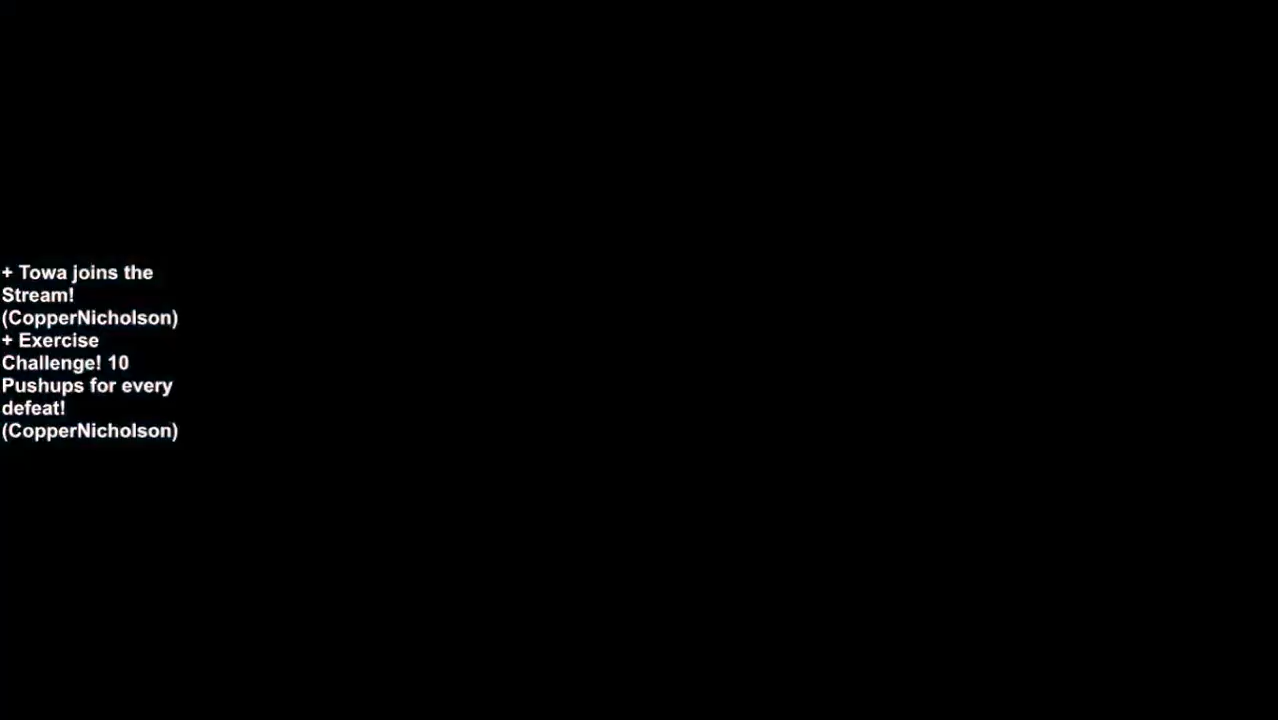 + Towa joins the
Stream!
(CopperNicholson)
+ Exercise
Challenge! 10
Pushups for every
defeat!
(CopperNicholson)